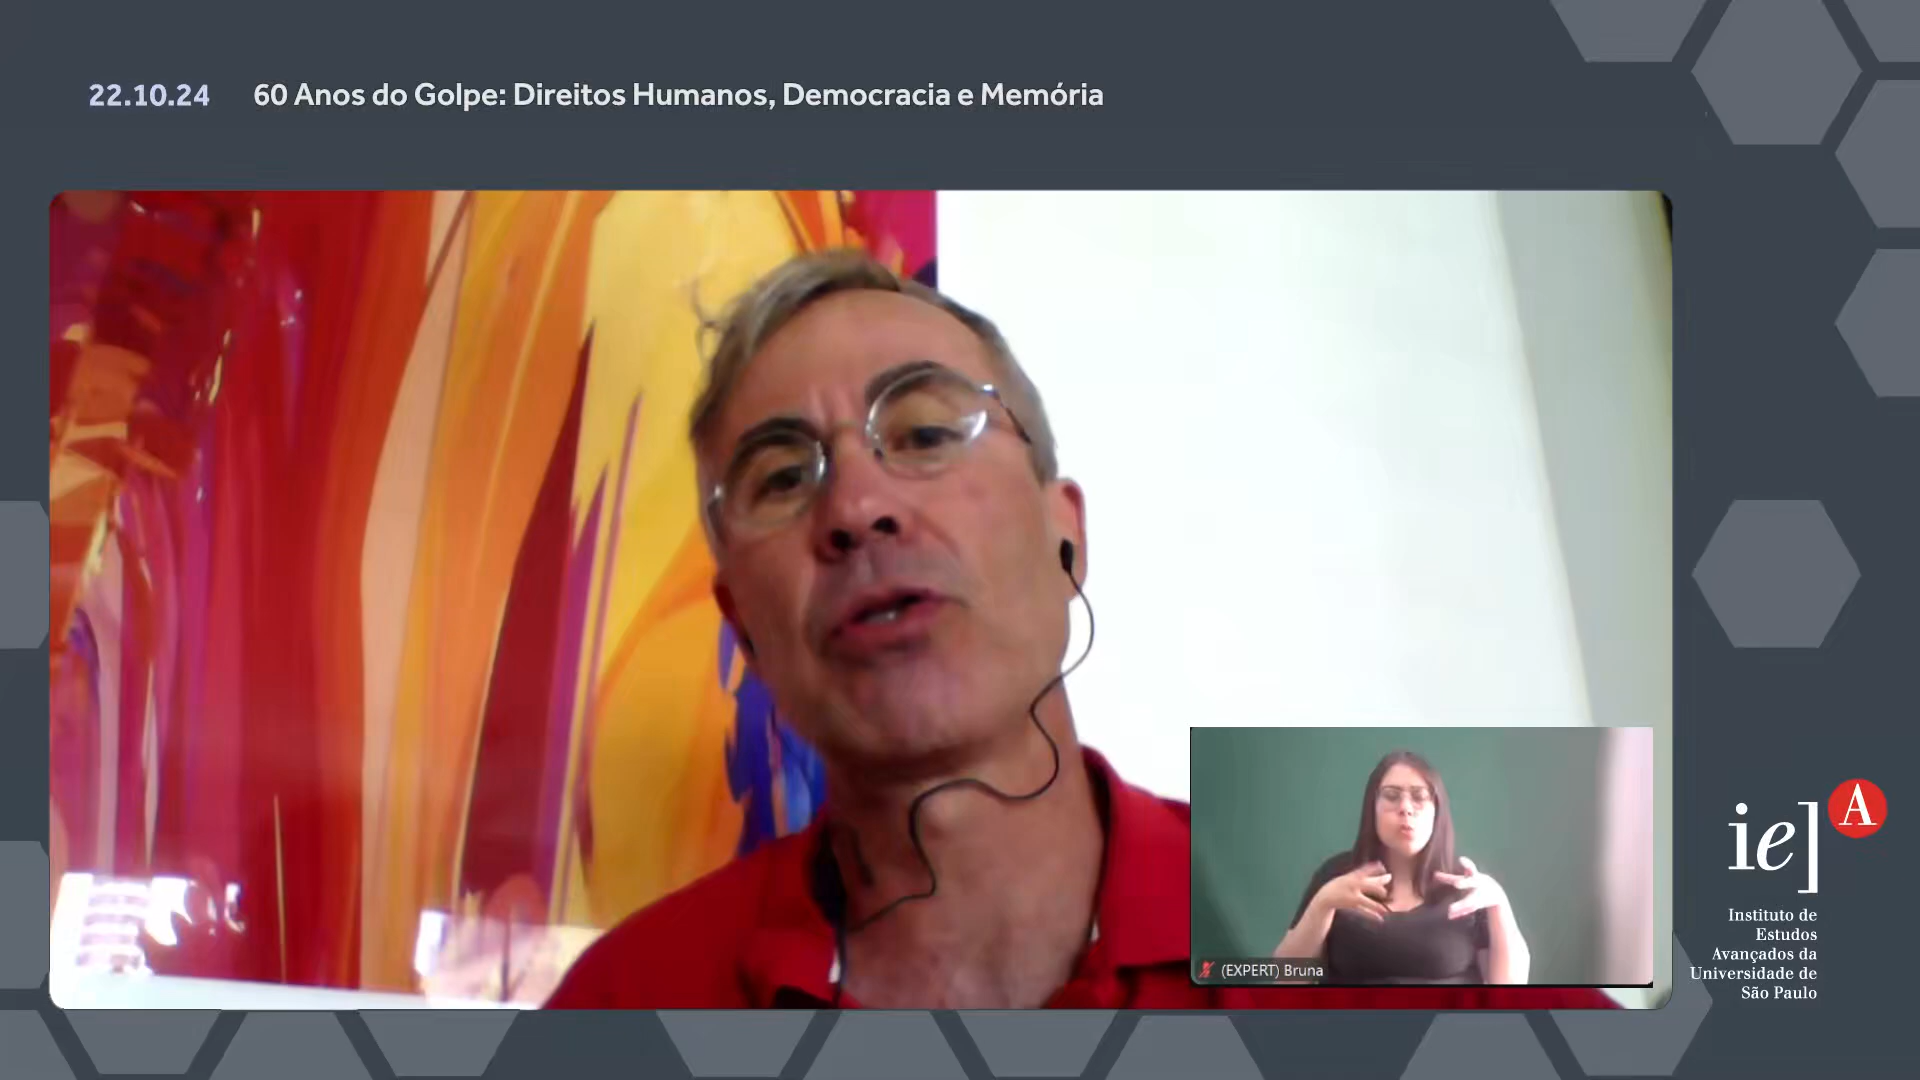 22.10.24 60 Anos do Golpe: Direitos Humanos, Democracia e Memória
(EXPERT) Bruna
ie] A
Instituto de
Estudos
Avançados da
Universidade de
São Paulo